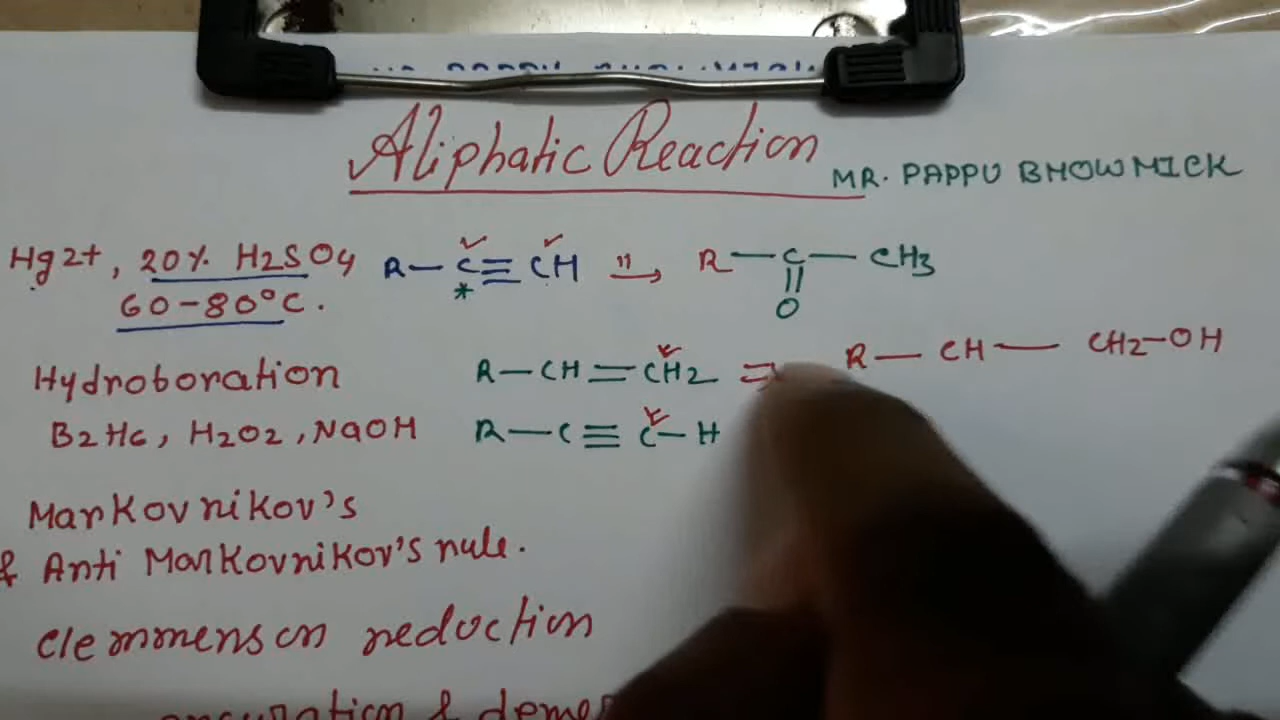 Aliphatic Reaction
MR. PAPPU BHOWMICK
Hg2+, 20% H2SO4 R—C≡CH → R—C—CH3
* || 
60-80°C. O
R—CH—CH2-OH
Hydroboration R—CH=CH2 ⇒
B2H6, H2O2, NaOH R—C≡C—H
Markovnikov's
& Anti Markovnikov's rule.
Clemmenson reduction